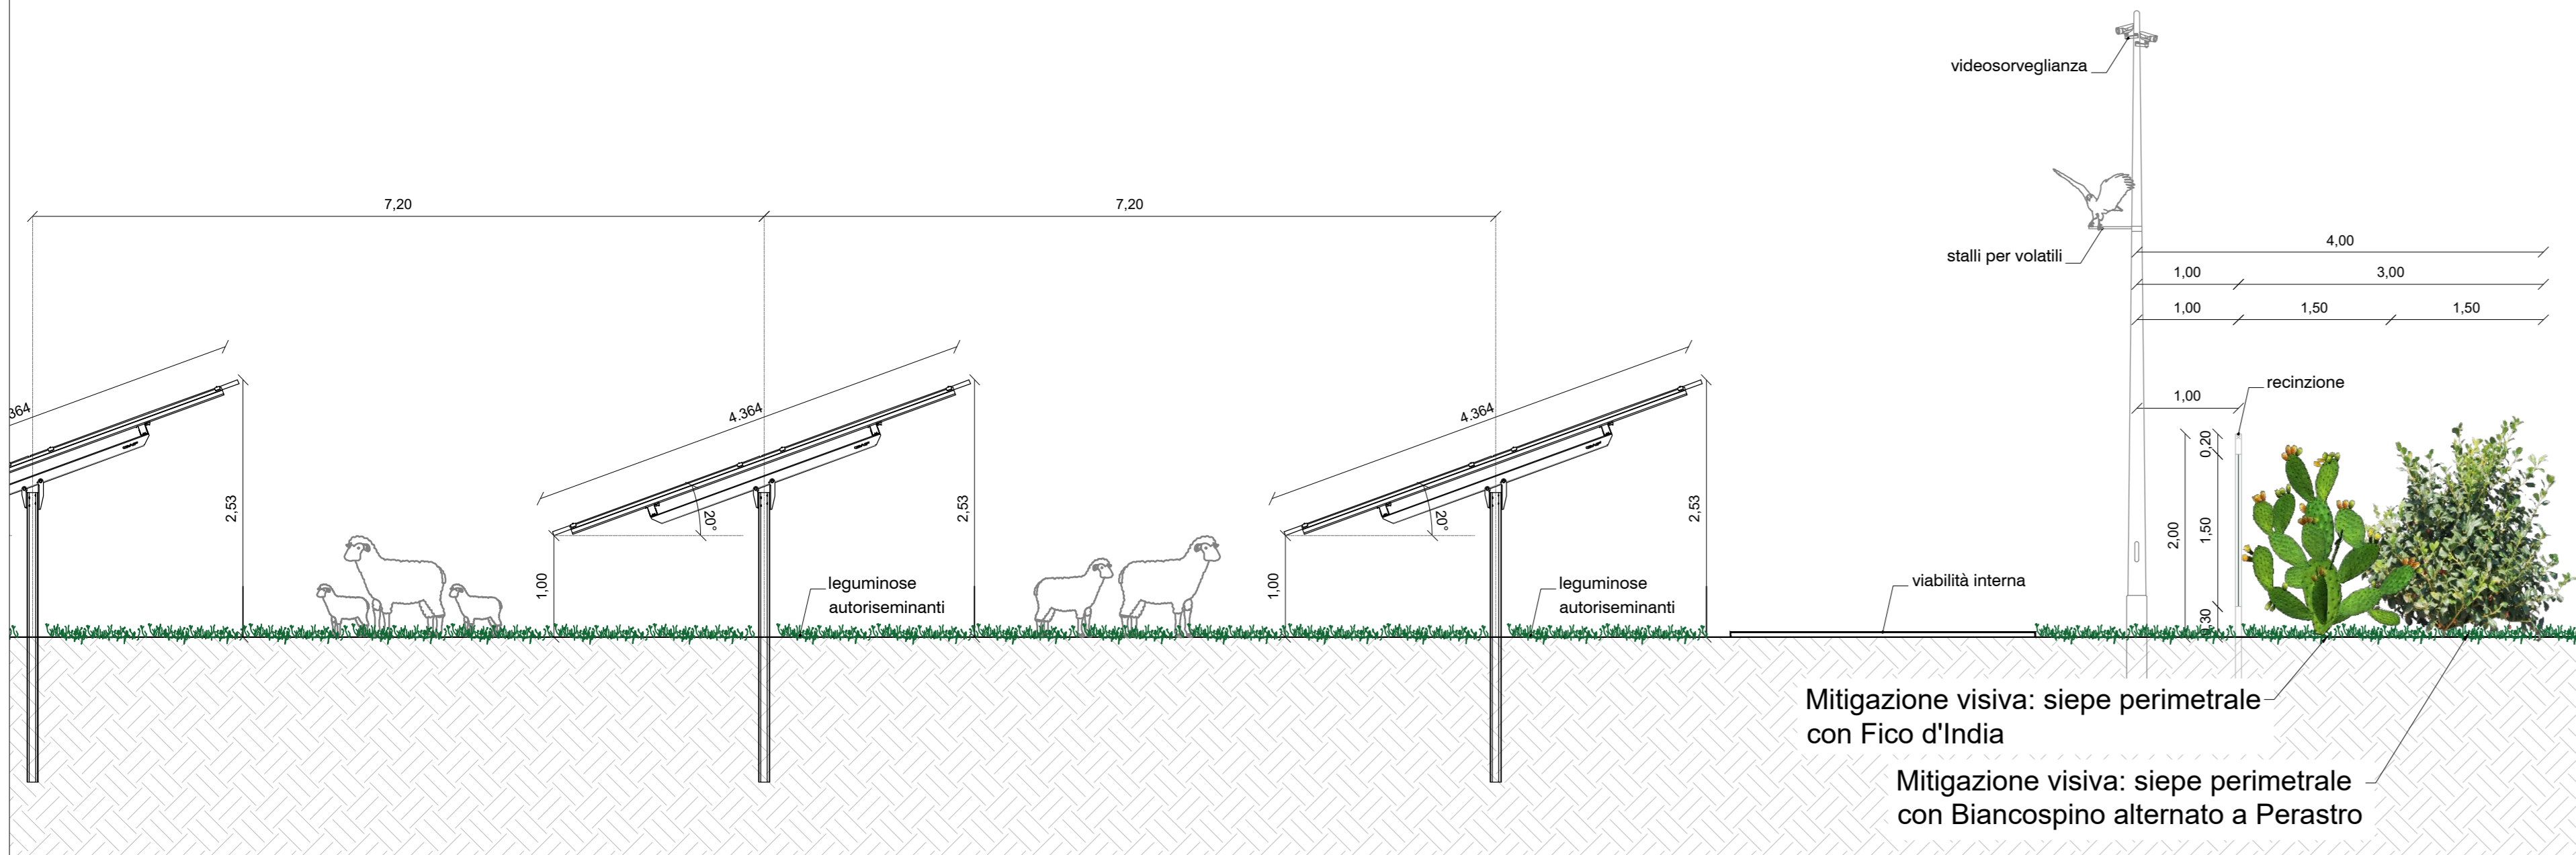 videosorveglianza
7,20
7,20
4,00
stalli per volatili
1,00
3,00
1,00
1,50
1,50
recinzione
1,00
364
4.364
4.364
0,20
2,53
20°
2,53
20°
2,53
2,00
1,50
1,00
leguminose
autoriseminanti
1,00
leguminose
autoriseminanti
viabilità interna
0,30
Mitigazione visiva: siepe perimetrale
con Fico d'India
Mitigazione visiva: siepe perimetrale
con Biancospino alternato a Perastro